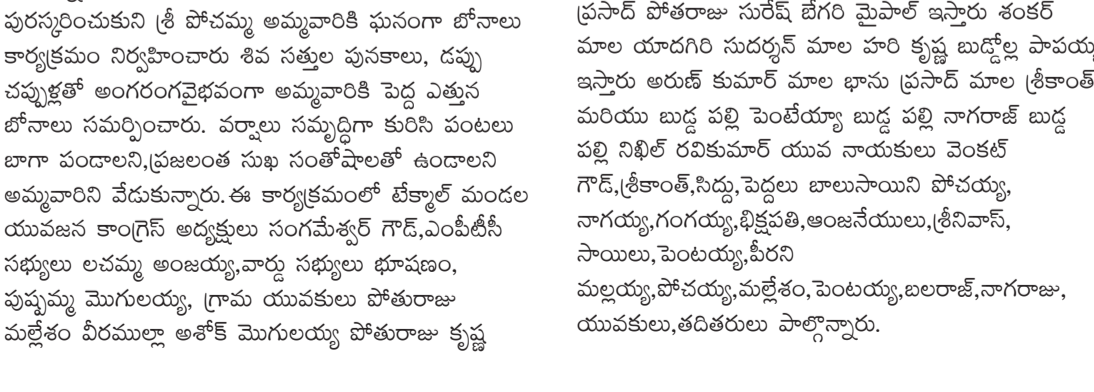 పురస్కరించుకుని శ్రీ పోచమ్మ అమ్మవారికి ఘనంగా బోనాలు
కార్యక్రమం నిర్వహించారు శివ సత్తుల పునకాలు, డప్పు
చప్పుళ్లతో అంగరంగవైభవంగా అమ్మవారికి పెద్ద ఎత్తున
బోనాలు సమర్పించారు. వర్షాలు సమృద్ధిగా కురిసి పంటలు
బాగా పండాలని,ప్రజలంత సుఖ సంతోషాలతో ఉండాలని
అమ్మవారిని వేడుకున్నారు.ఈ కార్యక్రమంలో టేక్మాల్ మండల
యువజన కాంగ్రెస్ అధ్యక్షులు సంగమేశ్వర్ గౌడ్,ఎంపీటీసీ
సభ్యులు లచమ్మ అంజయ్య,వార్డు సభ్యులు భూషణం,
పుష్పమ్మ మొగులయ్య, గ్రామ యువకులు పోతురాజు
మల్లేశం వీరముల్లా అశోక్ మొగులయ్య పోతురాజు కృష్ణ
ప్రసాద్ పోతరాజు సురేష్ బేగరి మైపాల్ ఇస్తారు శంకర్
మాల యాదగిరి సుదర్శన్ మాల హరి కృష్ణ బుడ్డోల్ల పాపయ్య
ఇస్తారు అరుణ్ కుమార్ మాల భాను ప్రసాద్ మాల శ్రీకాంత్
మరియు బుడ్డ పల్లి పెంటేయ్యా బుడ్డ పల్లి నాగరాజ్ బుడ్డ
పల్లి నిఖిల్ రవికుమార్ యువ నాయకులు వెంకట్
గౌడ్,శ్రీకాంత్,సిద్దు,పెద్దలు బాలుసాయిని పోచయ్య,
నాగయ్య,గంగయ్య,భిక్షపతి,ఆంజనేయులు,శ్రీనివాస్,
సాయిలు,పెంటయ్య,పీరని
మల్లయ్య,పోచయ్య,మల్లేశం,పెంటయ్య,బలరాజ్,నాగరాజు,
యువకులు,తదితరులు పాల్గొన్నారు.